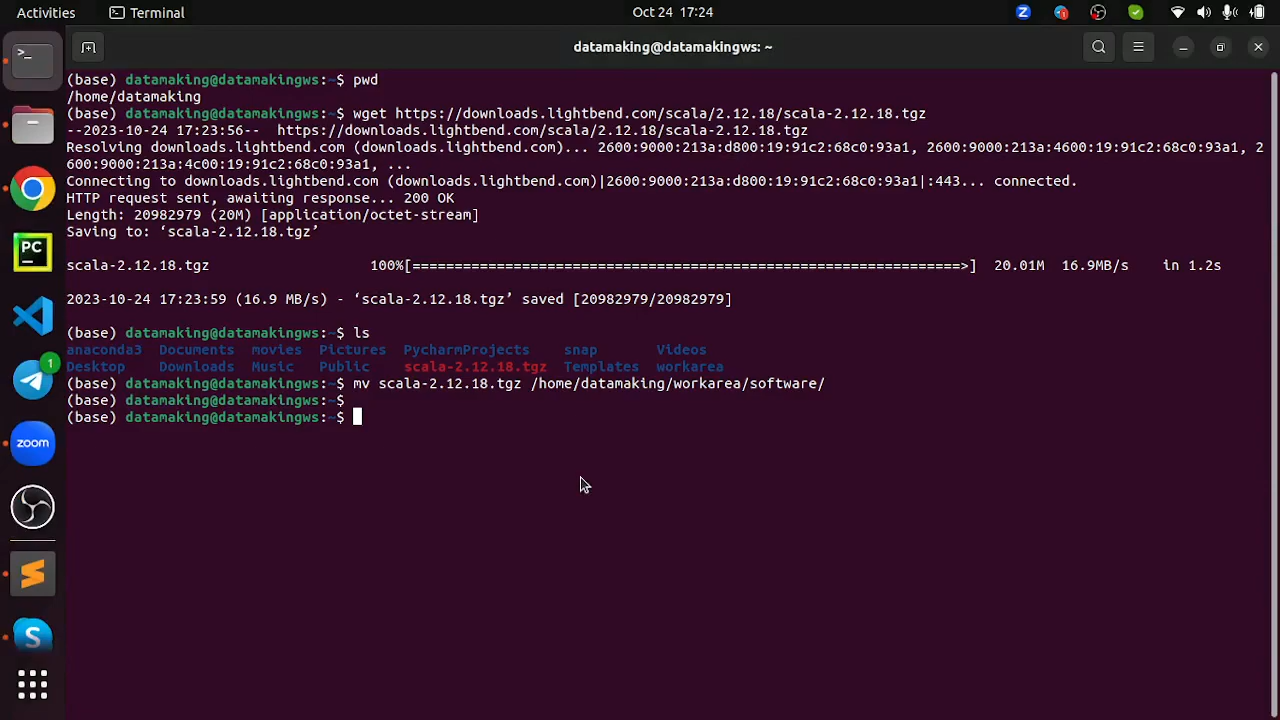 Activities
Terminal
Oct 24 17:24
datamaking@datamakingws: ~
(base) datamaking@datamakingws:~$ pwd
/home/datamaking
(base) datamaking@datamakingws:~$ wget https://downloads.lightbend.com/scala/2.12.18/scala-2.12.18.tgz
--2023-10-24 17:23:56--  https://downloads.lightbend.com/scala/2.12.18/scala-2.12.18.tgz
Resolving downloads.lightbend.com (downloads.lightbend.com)... 2600:9000:213a:d800:19:91c2:68c0:93a1, 2600:9000:213a:4600:19:91c2:68c0:93a1, 2
600:9000:213a:4c00:19:91c2:68c0:93a1, ...
Connecting to downloads.lightbend.com (downloads.lightbend.com)|2600:9000:213a:d800:19:91c2:68c0:93a1|:443... connected.
HTTP request sent, awaiting response... 200 OK
Length: 20982979 (20M) [application/octet-stream]
Saving to: ‘scala-2.12.18.tgz’
scala-2.12.18.tgz 100%[=================================================================>] 20.01M 16.9MB/s in 1.2s
2023-10-24 17:23:59 (16.9 MB/s) - ‘scala-2.12.18.tgz’ saved [20982979/20982979]
(base) datamaking@datamakingws:~$ ls
anaconda3 Documents movies Pictures PycharmProjects snap Videos
Desktop Downloads Music Public scala-2.12.18.tgz Templates workarea
(base) datamaking@datamakingws:~$ mv scala-2.12.18.tgz /home/datamaking/workarea/software/
(base) datamaking@datamakingws:~$
(base) datamaking@datamakingws:~$
PC
1
zoom